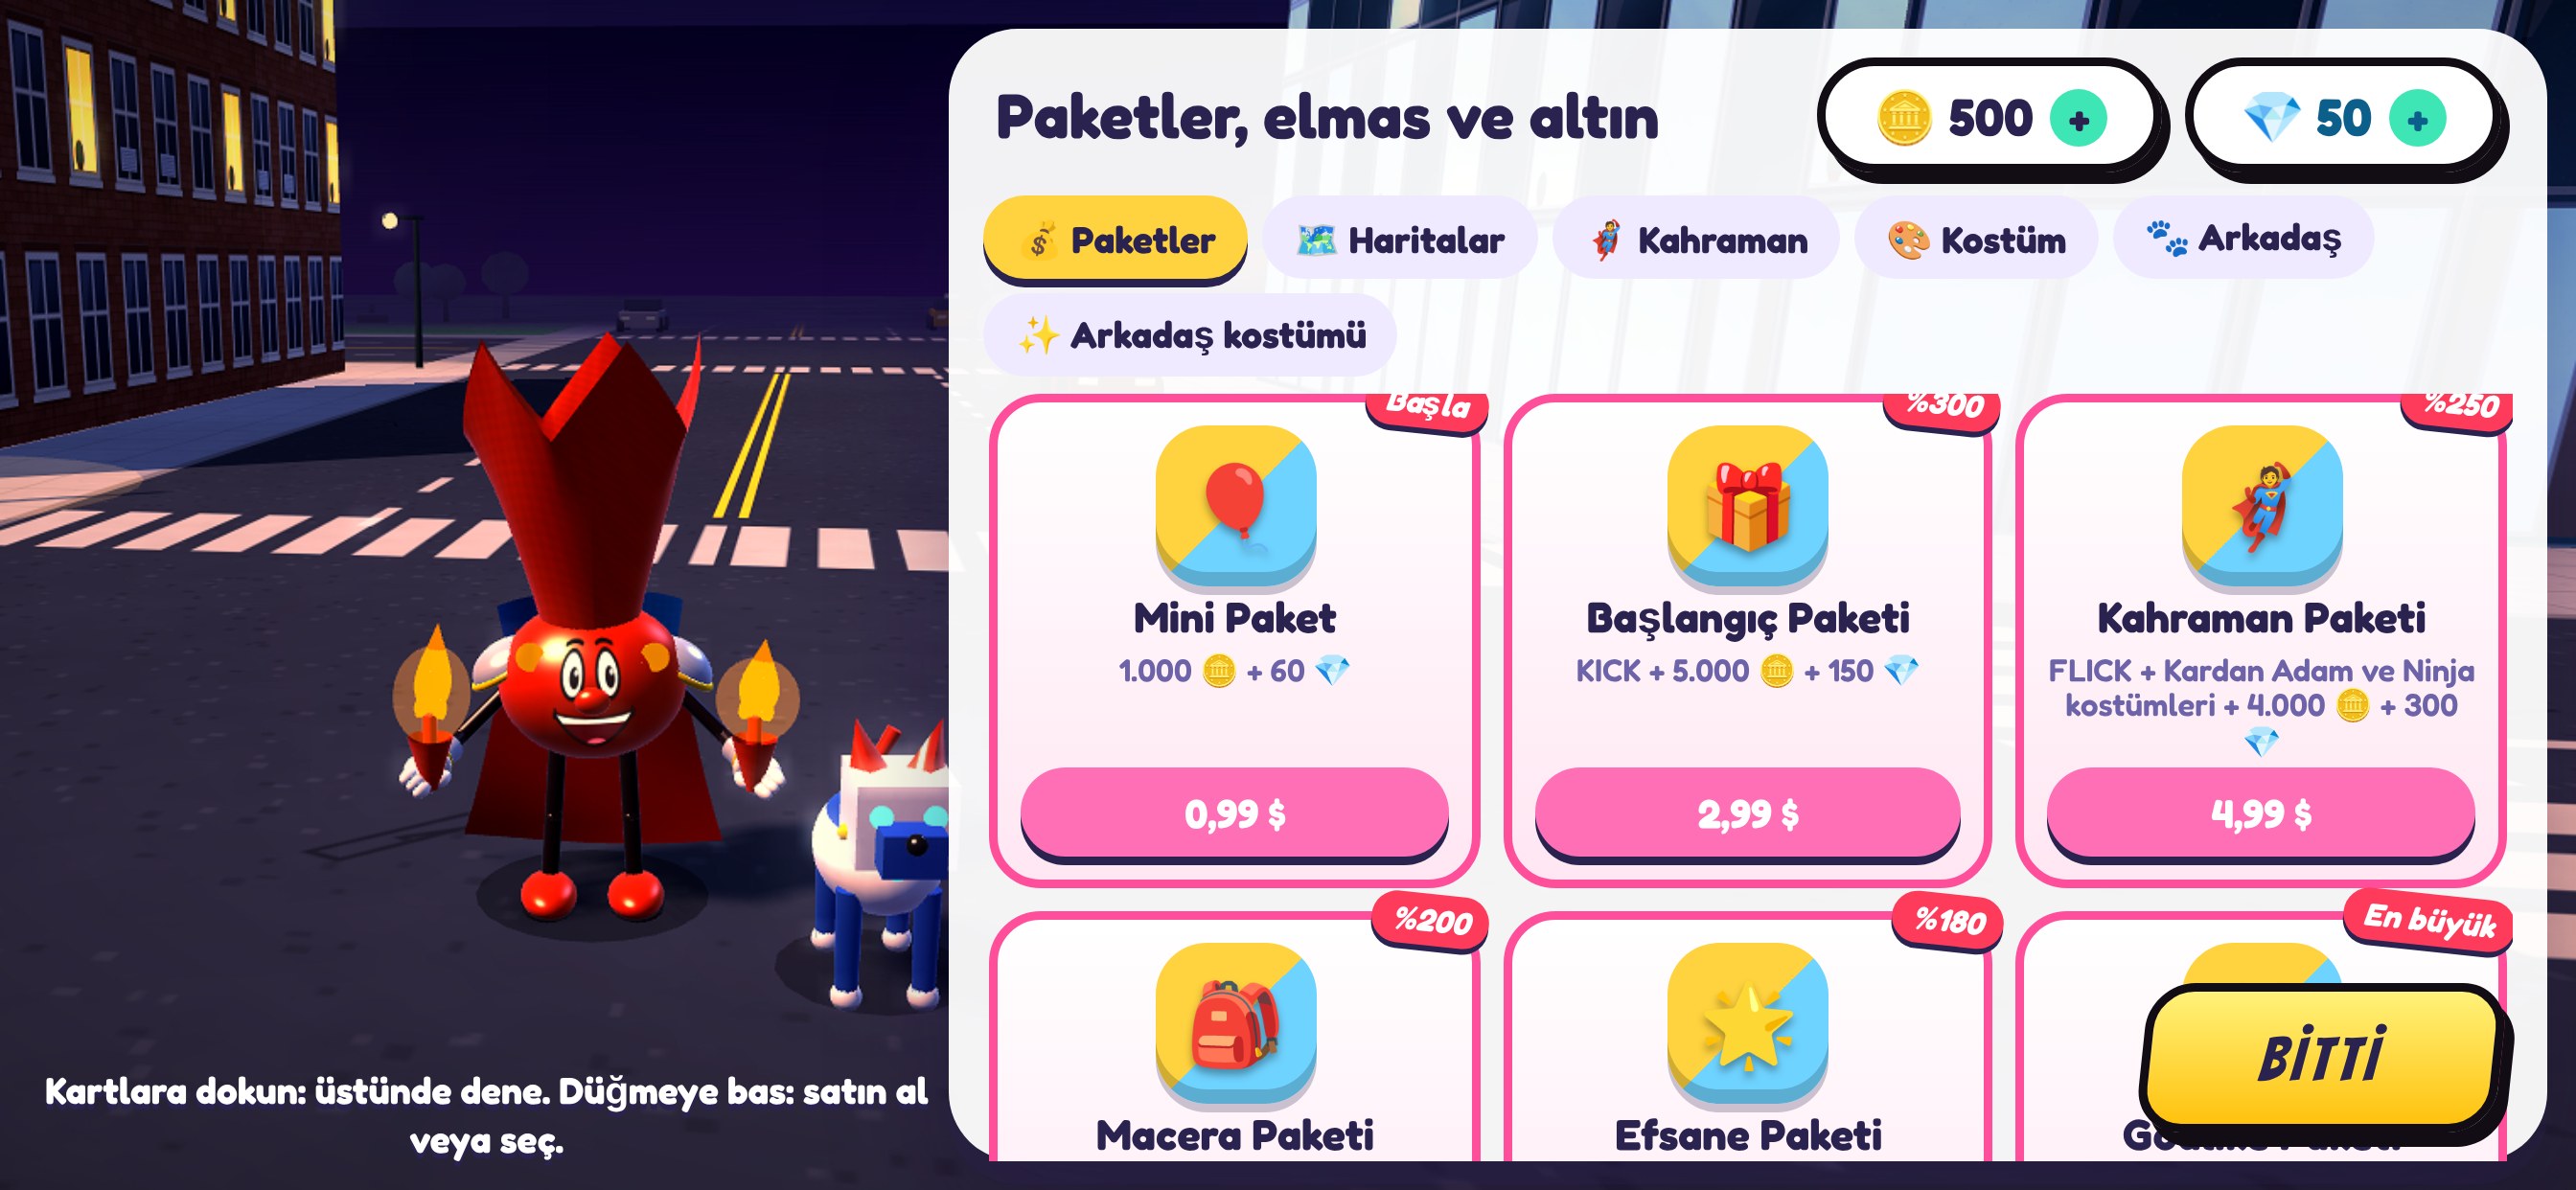 Paketler, elmas ve altın
500 +
50 +
Paketler
Haritalar
Kahraman
Kostüm
Arkadaş
Arkadaş kostümü
Başla
%300
%250
Mini Paket
1.000 + 60
0,99 $
Başlangıç Paketi
KICK + 5.000 + 150
2,99 $
Kahraman Paketi
FLICK + Kardan Adam ve Ninja
kostümleri + 4.000 + 300
4,99 $
%200
%180
En büyük
Macera Paketi
Efsane Paketi
BİTTİ
Kartlara dokun: üstünde dene. Düğmeye bas: satın al
veya seç.